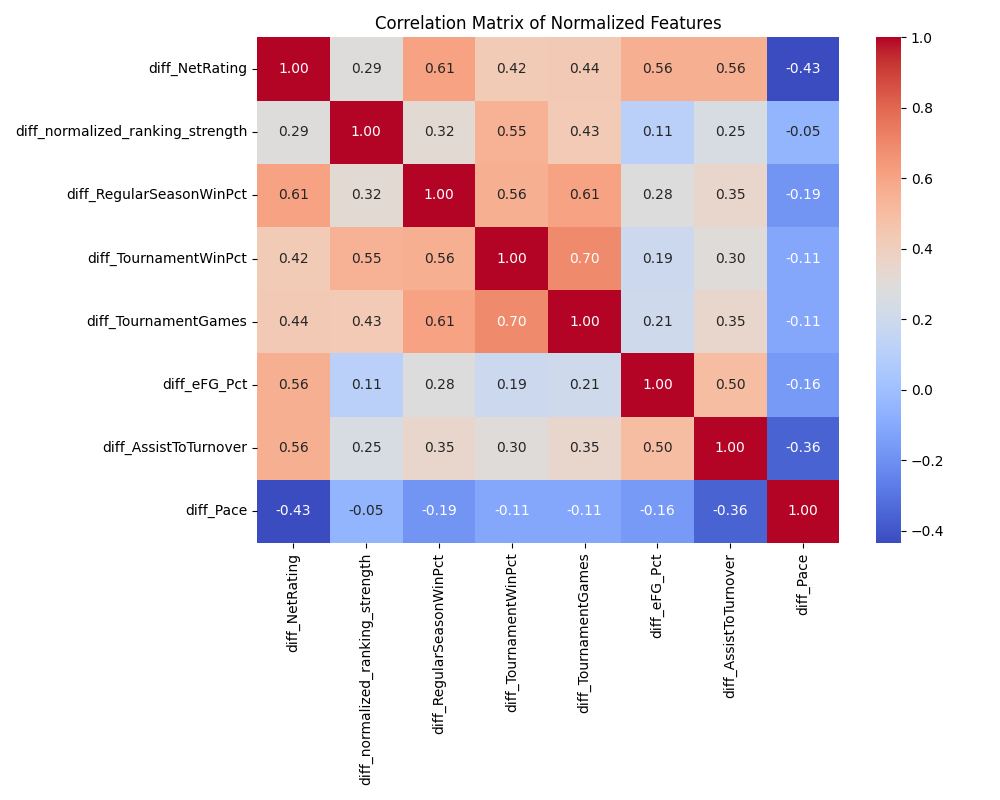 Correlation Matrix of Normalized Features
diff_NetRating 1.00 0.29 0.61 0.42 0.44 0.56 0.56 -0.43
diff_normalized_ranking_strength 0.29 1.00 0.32 0.55 0.43 0.11 0.25 -0.05
diff_RegularSeasonWinPct 0.61 0.32 1.00 0.56 0.61 0.28 0.35 -0.19
diff_TournamentWinPct 0.42 0.55 0.56 1.00 0.70 0.19 0.30 -0.11
diff_TournamentGames 0.44 0.43 0.61 0.70 1.00 0.21 0.35 -0.11
diff_eFG_Pct 0.56 0.11 0.28 0.19 0.21 1.00 0.50 -0.16
diff_AssistToTurnover 0.56 0.25 0.35 0.30 0.35 0.50 1.00 -0.36
diff_Pace -0.43 -0.05 -0.19 -0.11 -0.11 -0.16 -0.36 1.00
diff_NetRating
diff_normalized_ranking_strength
diff_RegularSeasonWinPct
diff_TournamentWinPct
diff_TournamentGames
diff_eFG_Pct
diff_AssistToTurnover
diff_Pace
1.0
0.8
0.6
0.4
0.2
0.0
−0.2
−0.4